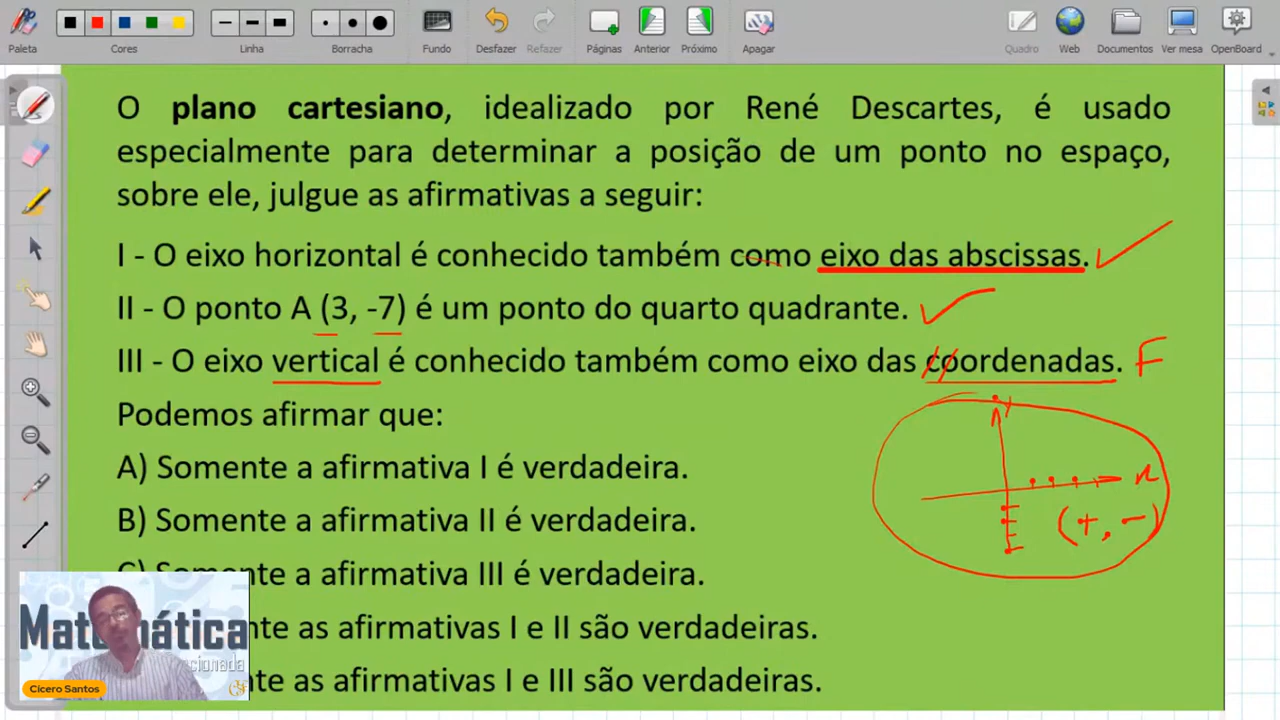 Paleta
Cores
Linha
Borracha
Fundo
Desfazer
Refazer
Páginas
Anterior
Próximo
Apagar
Quadro
Web
Documentos
Ver mesa
OpenBoard
O plano cartesiano, idealizado por René Descartes, é usado
especialmente para determinar a posição de um ponto no espaço,
sobre ele, julgue as afirmativas a seguir:
I - O eixo horizontal é conhecido também como eixo das abscissas.
II - O ponto A (3, -7) é um ponto do quarto quadrante.
III - O eixo vertical é conhecido também como eixo das coordenadas. F
Podemos afirmar que:
y
A) Somente a afirmativa I é verdadeira.
x
B) Somente a afirmativa II é verdadeira.
(+, -)
C) Somente a afirmativa III é verdadeira.
nte as afirmativas I e II são verdadeiras.
nte as afirmativas I e III são verdadeiras.
Matemática
Cícero Santos